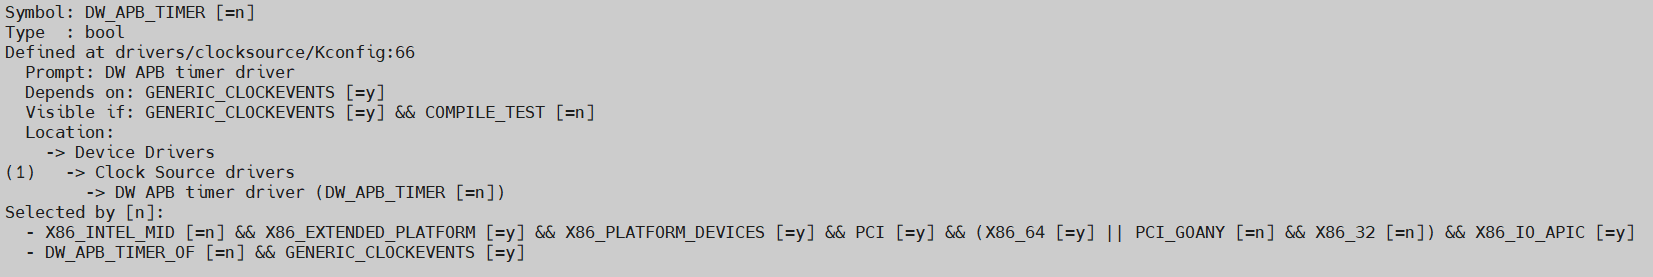 Symbol: DW_APB_TIMER [=n]
Type  : bool
Defined at drivers/clocksource/Kconfig:66
  Prompt: DW APB timer driver
  Depends on: GENERIC_CLOCKEVENTS [=y]
  Visible if: GENERIC_CLOCKEVENTS [=y] && COMPILE_TEST [=n]
  Location:
    -> Device Drivers
(1)   -> Clock Source drivers
        -> DW APB timer driver (DW_APB_TIMER [=n])
Selected by [n]:
  - X86_INTEL_MID [=n] && X86_EXTENDED_PLATFORM [=y] && X86_PLATFORM_DEVICES [=y] && PCI [=y] && (X86_64 [=y] || PCI_GOANY [=n] && X86_32 [=n]) && X86_IO_APIC [=y]
  - DW_APB_TIMER_OF [=n] && GENERIC_CLOCKEVENTS [=y]